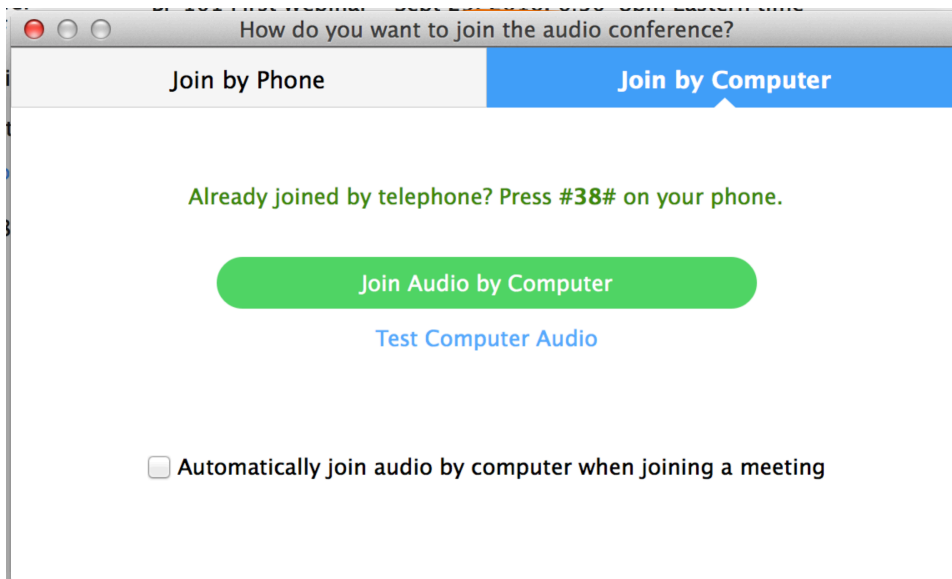 How do you want to join the audio conference?
Join by Phone
Join by Computer
Already joined by telephone? Press #38# on your phone.
Join Audio by Computer
Test Computer Audio
Automatically join audio by computer when joining a meeting